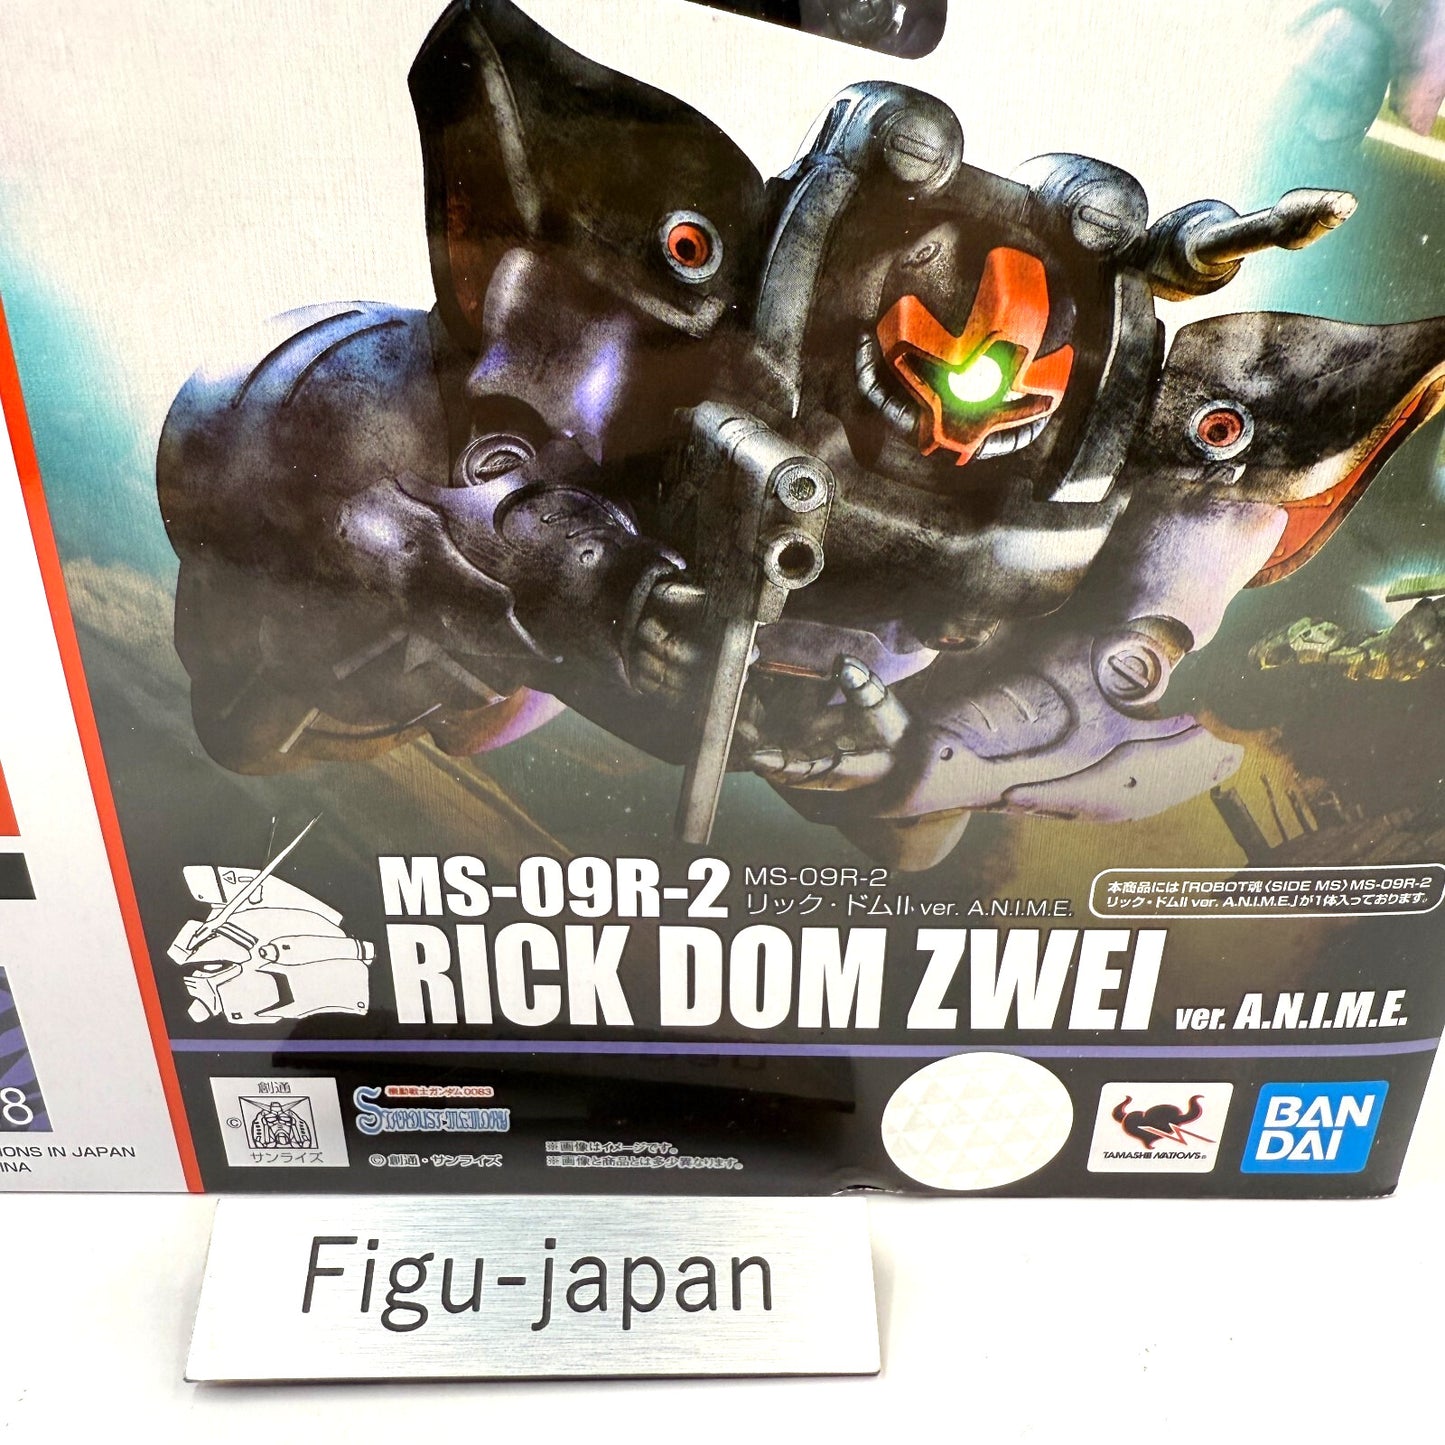 MS-09R-2
MS-09R-2
リック・ドムII ver. A.N.I.M.E.
本商品には「ROBOT魂〈SIDE MS〉MS-09R-2
リック・ドムII ver. A.N.I.M.E.」が1体入っております。
RICK DOM ZWEI ver. A.N.I.M.E.
8
IONS IN JAPAN
INA
創通
©
サンライズ
機動戦士ガンダム0083
STARDUST MEMORY
© 創通・サンライズ
※画像はイメージです。
※画像と商品とは多少異なります。
TAMASHII NATIONS®
BAN
DAI
Figu-japan